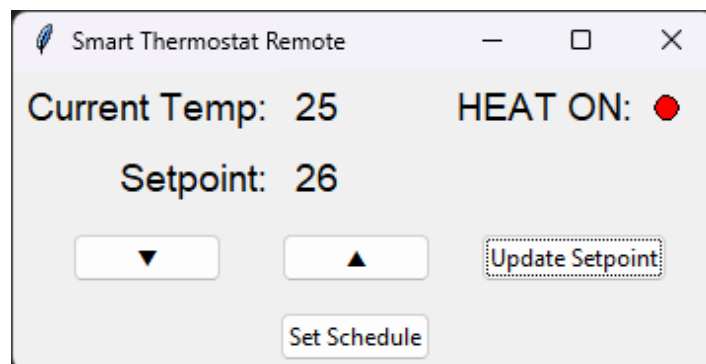 Smart Thermostat Remote
Current Temp: 25 HEAT ON:
Setpoint: 26
▼ ▲ Update Setpoint
Set Schedule